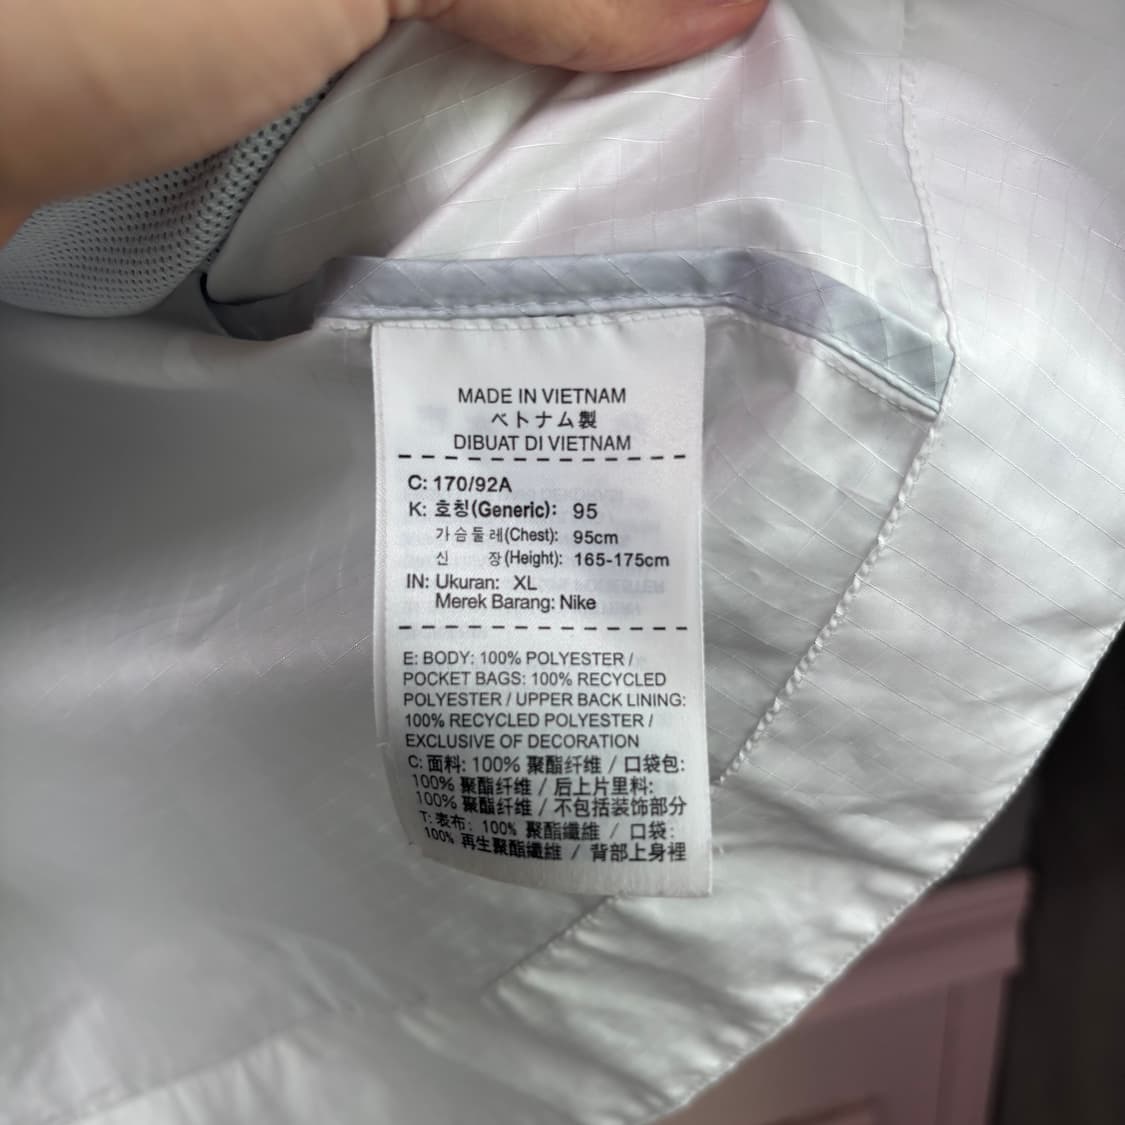 MADE IN VIETNAM
ベトナム製
DIBUAT DI VIETNAM
C: 170/92A
K: 호칭(Generic): 95
가슴둘레(Chest): 95cm
신 장(Height): 165-175cm
IN: Ukuran: XL
Merek Barang: Nike
E: BODY: 100% POLYESTER /
POCKET BAGS: 100% RECYCLED
POLYESTER / UPPER BACK LINING:
100% RECYCLED POLYESTER /
EXCLUSIVE OF DECORATION
C: 面料: 100% 聚酯纤维 / 口袋包:
100% 聚酯纤维 / 后上片里料:
100% 聚酯纤维 / 不包括装饰部分
T: 表布: 100% 聚酯纖維 / 口袋:
100% 再生聚酯纖維 / 背部上身裡